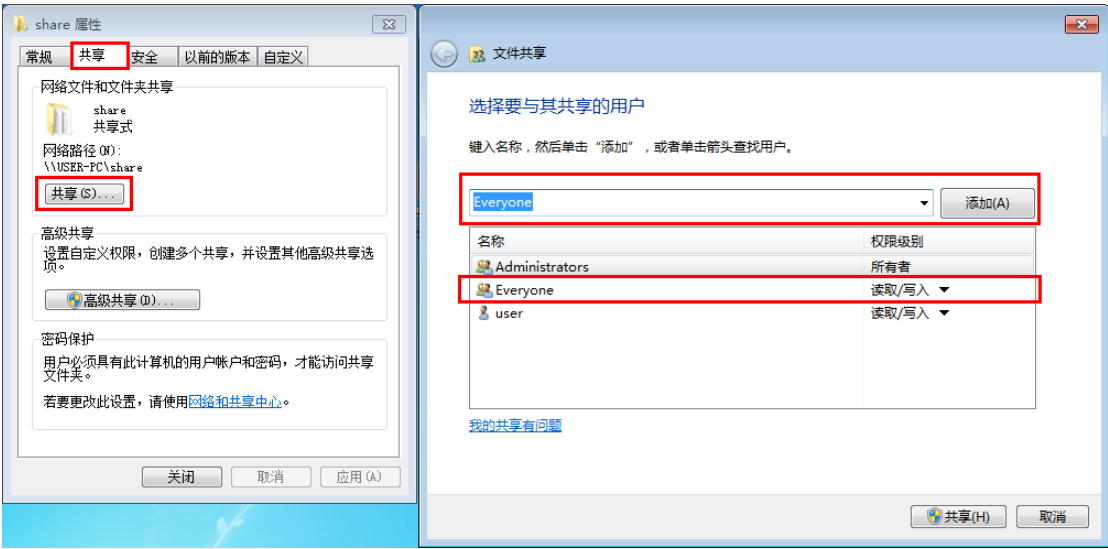 share 属性
常规 共享 安全 以前的版本 自定义
网络文件和文件夹共享
share
共享式
网络路径(N):
\\USER-PC\share
共享(S)...
高级共享
设置自定义权限，创建多个共享，并设置其他高级共享选
项。
高级共享(D)...
密码保护
用户必须具有此计算机的用户帐户和密码，才能访问共享
文件夹。
若要更改此设置，请使用网络和共享中心。
关闭 取消 应用(A)
文件共享
选择要与其共享的用户
键入名称，然后单击“添加”，或者单击箭头查找用户。
Everyone 添加(A)
名称 权限级别
Administrators 所有者
Everyone 读取/写入
user 读取/写入
我的共享有问题
共享(H) 取消